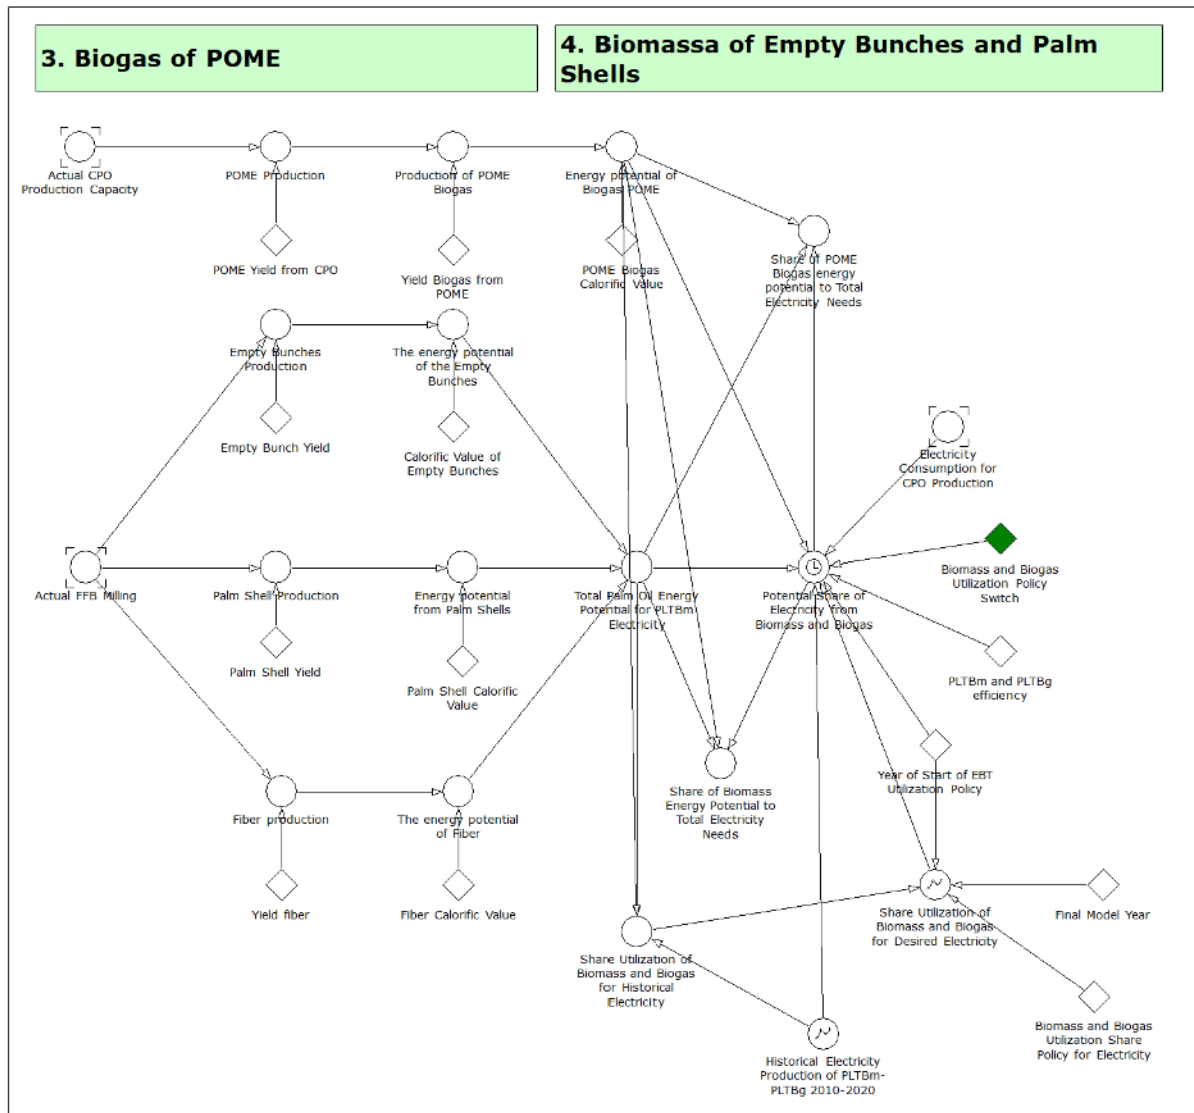 3. Biogas of POME
4. Biomassa of Empty Bunches and Palm
Shells
Actual CPO
Production Capacity
POME Production
Production of POME
Biogas
Energy potential of
Biogas POME
POME Yield from CPO
Yield Biogas from
POME
POME Biogas
Calorific Value
Share of POME
Biogas energy
potential to Total
Electricity Needs
Empty Bunches
Production
The energy potential
of the Empty
Bunches
Empty Bunch Yield
Calorific Value of
Empty Bunches
Electricity
Consumption for
CPO Production
Actual FFB Milling
Palm Shell Production
Energy potential
from Palm Shells
Total Palm Oil Energy
Potential for PLTBm
Electricity
Potential Share of
Electricity from
Biomass and Biogas
Biomass and Biogas
Utilization Policy
Switch
Palm Shell Yield
Palm Shell Calorific
Value
PLTBm and PLTBg
efficiency
Share of Biomass
Energy Potential to
Total Electricity
Needs
Year of Start of EBT
Utilization Policy
Fiber production
The energy potential
of Fiber
Yield fiber
Fiber Calorific Value
Share Utilization of
Biomass and Biogas
for Desired Electricity
Final Model Year
Share Utilization of
Biomass and Biogas
for Historical
Electricity
Historical Electricity
Production of PLTBm-
PLTBg 2010-2020
Biomass and Biogas
Utilization Share
Policy for Electricity